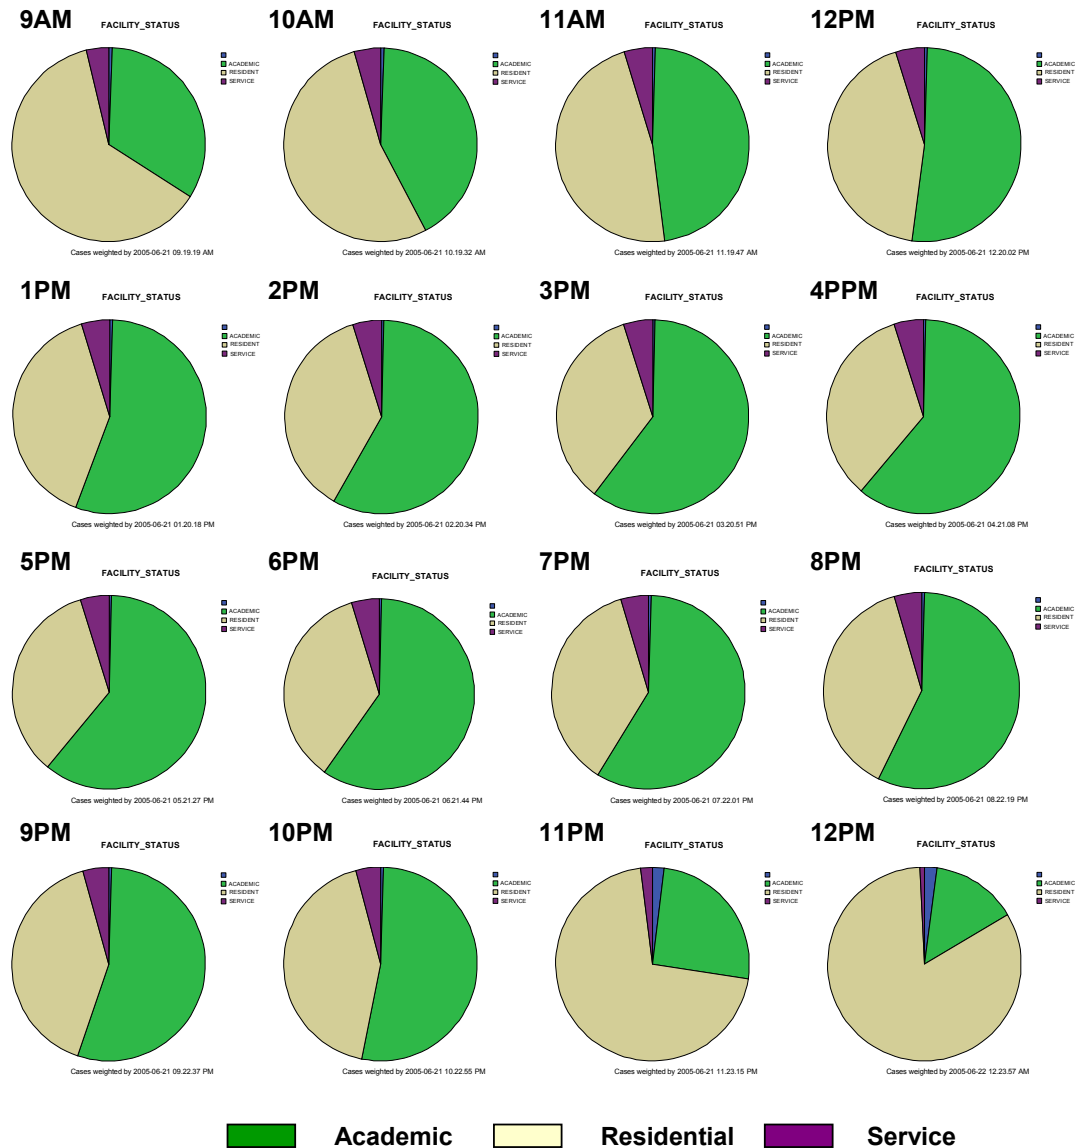 9AM
FACILITY_STATUS
ACADEMIC
RESIDENT
SERVICE
Cases weighted by 2005-06-21 09.19.19 AM
10AM
FACILITY_STATUS
ACADEMIC
RESIDENT
SERVICE
Cases weighted by 2005-06-21 10.19.32 AM
11AM
FACILITY_STATUS
ACADEMIC
RESIDENT
SERVICE
Cases weighted by 2005-06-21 11.19.47 AM
12PM
FACILITY_STATUS
ACADEMIC
RESIDENT
SERVICE
Cases weighted by 2005-06-21 12.20.02 PM
1PM
FACILITY_STATUS
ACADEMIC
RESIDENT
SERVICE
Cases weighted by 2005-06-21 01.20.18 PM
2PM
FACILITY_STATUS
ACADEMIC
RESIDENT
SERVICE
Cases weighted by 2005-06-21 02.20.34 PM
3PM
FACILITY_STATUS
ACADEMIC
RESIDENT
SERVICE
Cases weighted by 2005-06-21 03.20.51 PM
4PPM
FACILITY_STATUS
ACADEMIC
RESIDENT
SERVICE
Cases weighted by 2005-06-21 04.21.08 PM
5PM
FACILITY_STATUS
ACADEMIC
RESIDENT
SERVICE
Cases weighted by 2005-06-21 05.21.27 PM
6PM
FACILITY_STATUS
ACADEMIC
RESIDENT
SERVICE
Cases weighted by 2005-06-21 06.21.44 PM
7PM
FACILITY_STATUS
ACADEMIC
RESIDENT
SERVICE
Cases weighted by 2005-06-21 07.22.01 PM
8PM
FACILITY_STATUS
ACADEMIC
RESIDENT
SERVICE
Cases weighted by 2005-06-21 08.22.19 PM
9PM
FACILITY_STATUS
ACADEMIC
RESIDENT
SERVICE
Cases weighted by 2005-06-21 09.22.37 PM
10PM
FACILITY_STATUS
ACADEMIC
RESIDENT
SERVICE
Cases weighted by 2005-06-21 10.22.55 PM
11PM
FACILITY_STATUS
ACADEMIC
RESIDENT
SERVICE
Cases weighted by 2005-06-21 11.23.15 PM
12PM
FACILITY_STATUS
ACADEMIC
RESIDENT
SERVICE
Cases weighted by 2005-06-22 12.23.57 AM
Academic Residential Service